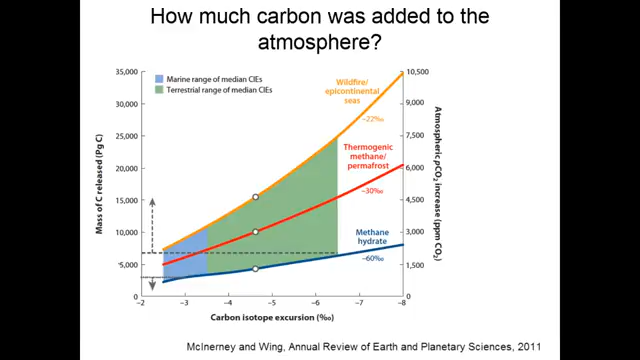 How much carbon was added to the
atmosphere?
35,000
30,000
25,000
20,000
15,000
10,000
5,000
0
Mass of C released (Pg C)
Marine range of median CIEs
Terrestrial range of median CIEs
Wildfire/
epicontinental
seas
–22‰
Thermogenic
methane/
permafrost
–30‰
Methane
hydrate
–60‰
10,500
9,000
7,500
6,000
4,500
3,000
1,500
0
Atmospheric pCO₂ increase (ppm CO₂)
–2
–3
–4
–5
–6
–7
–8
Carbon isotope excursion (‰)
McInerney and Wing, Annual Review of Earth and Planetary Sciences, 2011